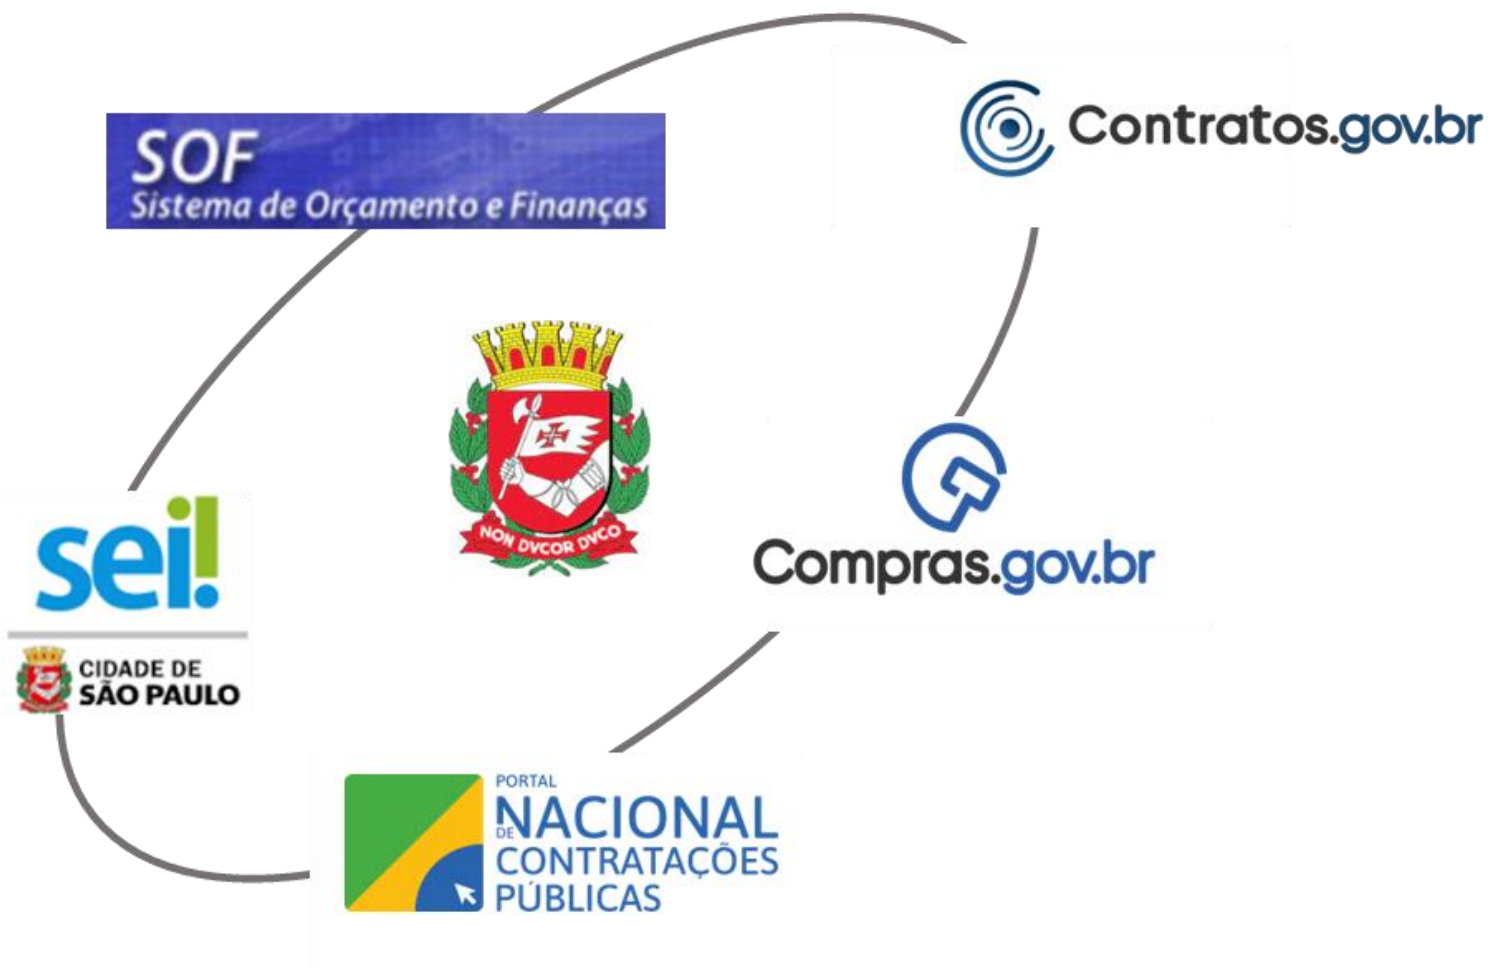 SOF
Sistema de Orçamento e Finanças
Contratos.gov.br
NON DVCOR DVCO
Compras.gov.br
sei!
CIDADE DE
SÃO PAULO
PORTAL
NACIONAL
DE
CONTRATAÇÕES
PÚBLICAS